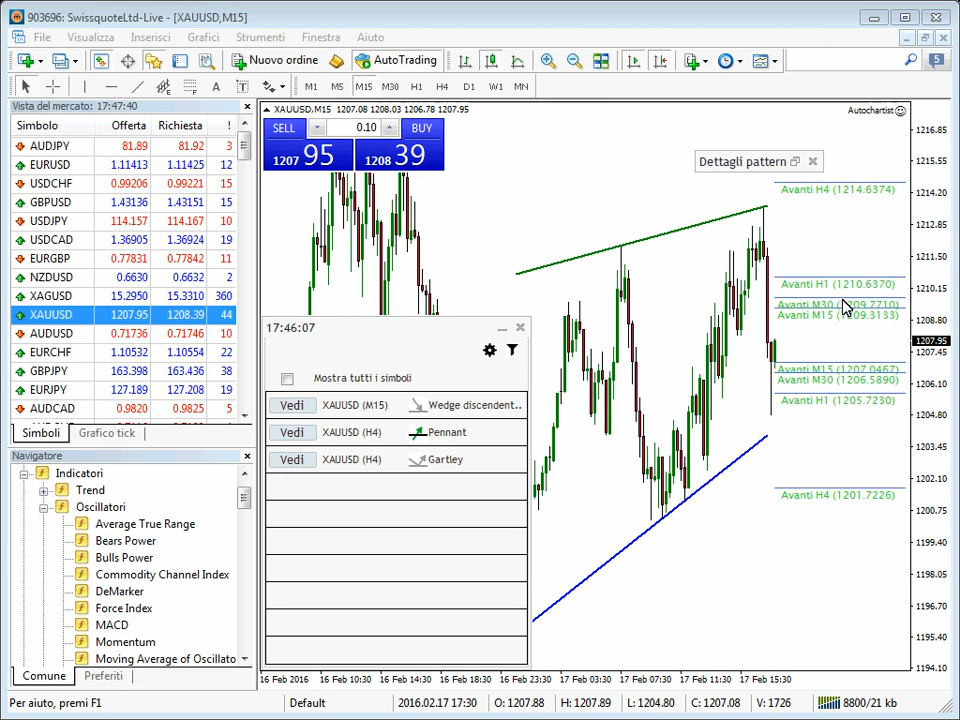 903696: SwissquoteLtd-Live - [XAUUSD,M15]
File Visualizza Inserisci Grafici Strumenti Finestra Aiuto
Nuovo ordine AutoTrading 5
A T M1 M5 M15 M30 H1 H4 D1 W1 MN
Vista del mercato: 17:47:40
Simbolo Offerta Richiesta !
AUDJPY 81.89 81.92 3
EURUSD 1.11413 1.11425 12
USDCHF 0.99206 0.99221 15
GBPUSD 1.43136 1.43151 15
USDJPY 114.157 114.167 10
USDCAD 1.36905 1.36924 19
EURGBP 0.77831 0.77842 11
NZDUSD 0.6630 0.6632 2
XAGUSD 15.2950 15.3310 360
XAUUSD 1207.95 1208.39 44
AUDUSD 0.71736 0.71746 10
EURCHF 1.10532 1.10554 22
GBPJPY 163.398 163.436 38
EURJPY 127.189 127.208 19
AUDCAD 0.9820 0.9825 5
Simboli Grafico tick
Navigatore
Indicatori
Trend
Oscillatori
Average True Range
Bears Power
Bulls Power
Commodity Channel Index
DeMarker
Force Index
MACD
Momentum
Moving Average of Oscillato
Comune Preferiti
XAUUSD,M15 1207.08 1208.03 1206.78 1207.95
Autochartist
SELL 0.10 BUY
1207 95 1208 39
Dettagli pattern
Avanti H4 (1214.6374)
Avanti H1 (1210.6370)
Avanti M30 (1209.7710)
Avanti M15 (1209.3133)
Avanti M15 (1207.0467)
Avanti M30 (1206.5890)
Avanti H1 (1205.7230)
Avanti H4 (1201.7226)
17:46:07
Mostra tutti i simboli
Vedi XAUUSD (M15) Wedge discendent..
Vedi XAUUSD (H4) Pennant
Vedi XAUUSD (H4) Gartley
1216.85
1215.55
1214.20
1212.85
1211.50
1210.15
1208.80
1207.95
1207.45
1206.10
1204.80
1203.45
1202.10
1200.75
1199.40
1198.05
1196.70
1195.40
1194.10
16 Feb 2016 16 Feb 10:30 16 Feb 14:30 16 Feb 18:30 16 Feb 23:30 17 Feb 03:30 17 Feb 07:30 17 Feb 11:30 17 Feb 15:30
Per aiuto, premi F1 Default 2016.02.17 17:30 O: 1207.88 H: 1207.89 L: 1204.80 C: 1207.08 V: 1726 8800/21 kb